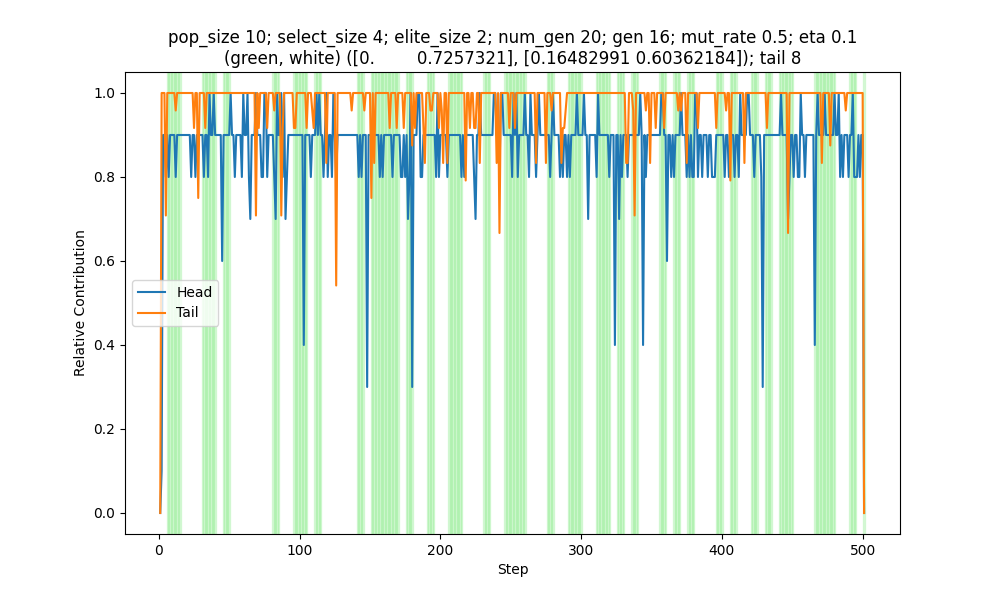 pop_size 10; select_size 4; elite_size 2; num_gen 20; gen 16; mut_rate 0.5; eta 0.1
(green, white) ([0.        0.7257321], [0.16482991 0.60362184]); tail 8
1.0
0.8
0.6
0.4
0.2
0.0
Relative Contribution
Head
Tail
0
100
200
300
400
500
Step